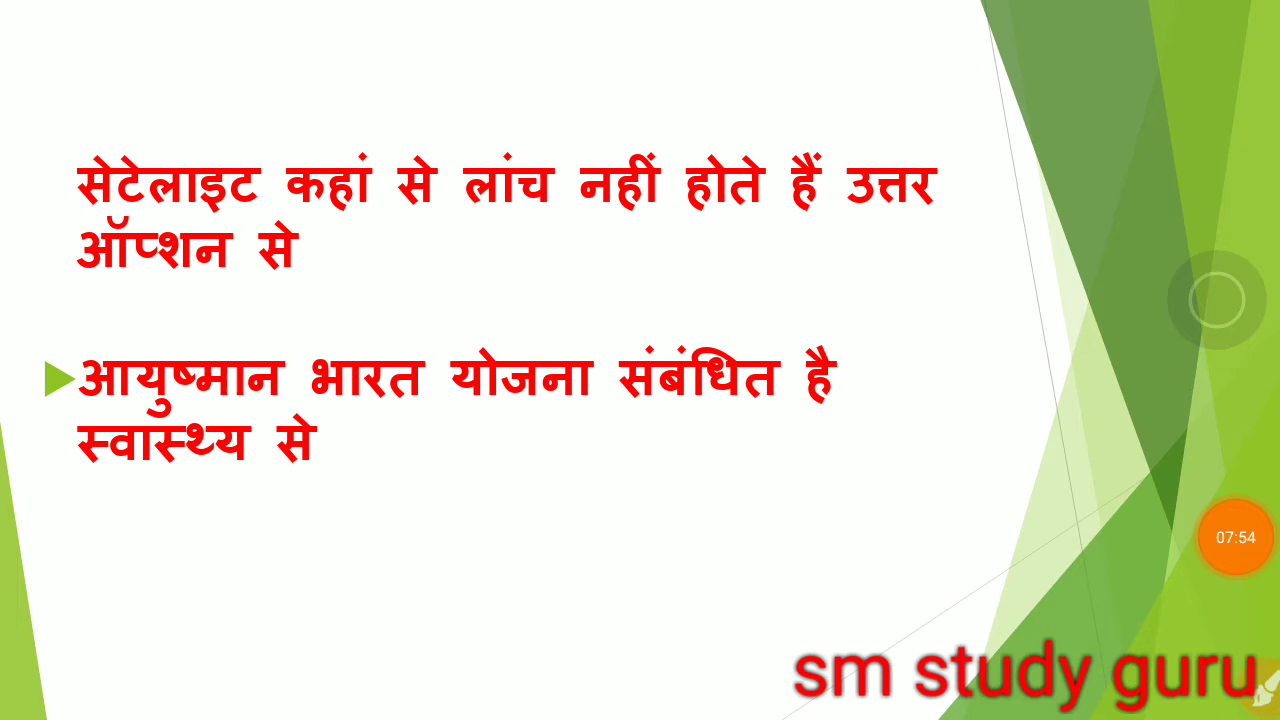 सेटेलाइट कहां से लांच नहीं होते हैं उत्तर
ऑप्शन से
आयुष्मान भारत योजना संबंधित है
स्वास्थ्य से
07:54
sm study guru